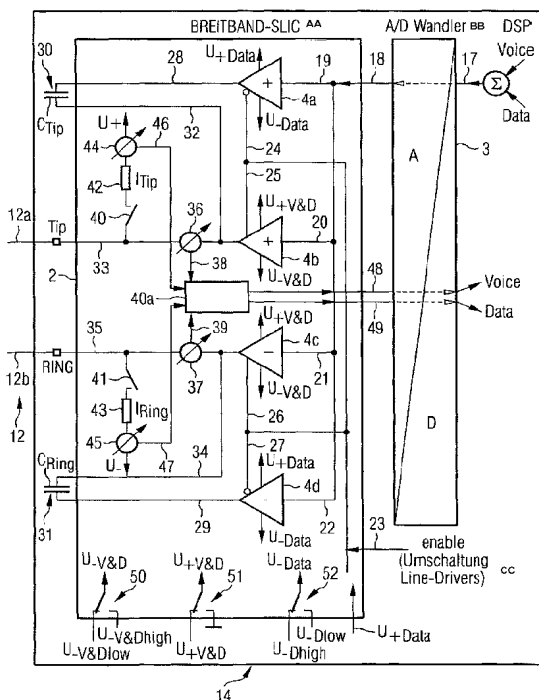 BREITBAND-SLIC AA
A/D Wandler BB DSP
30
28
U+Data
19
18
17
Voice
+
4a
Σ
CTip
U+
46
32
U-Data
Data
44
24
3
42
ITip
25
A
40
36
U+V&D
20
12a
Tip
+
33
38
4b
2
U-V&D
48
Voice
40a
49
Data
39
U+V&D
35
4c
-
RING
21
12b
41
37
U-V&D
12
43
IRing
26
45
34
27
U+Data
D
CRing
U-
47
4d
31
29
22
U-Data
23
enable
(Umschaltung
Line-Drivers) CC
U-V&D
50
U+V&D
51
U-Data
52
U-V&Dhigh
U-Dlow
U-V&Dlow
U+V&D
U-Dhigh
U+Data
14